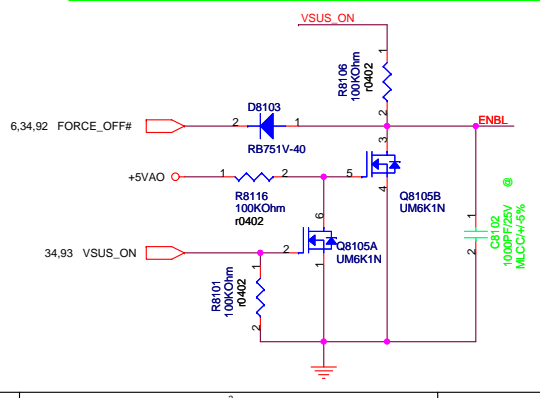 VSUS_ON
1
R8106
100KOhm
r0402
2
D8103
6,34,92 FORCE_OFF#
2
1
ENBL
RB751V-40
3
+5VAO
1
2
5
R8116
100KOhm
r0402
4
Q8105B
UM6K1N
@
1
C8102
1000PF/25V
MLCC/+/-5%
2
6
34,93 VSUS_ON
2
Q8105A
UM6K1N
1
1
R8101
100KOhm
r0402
2